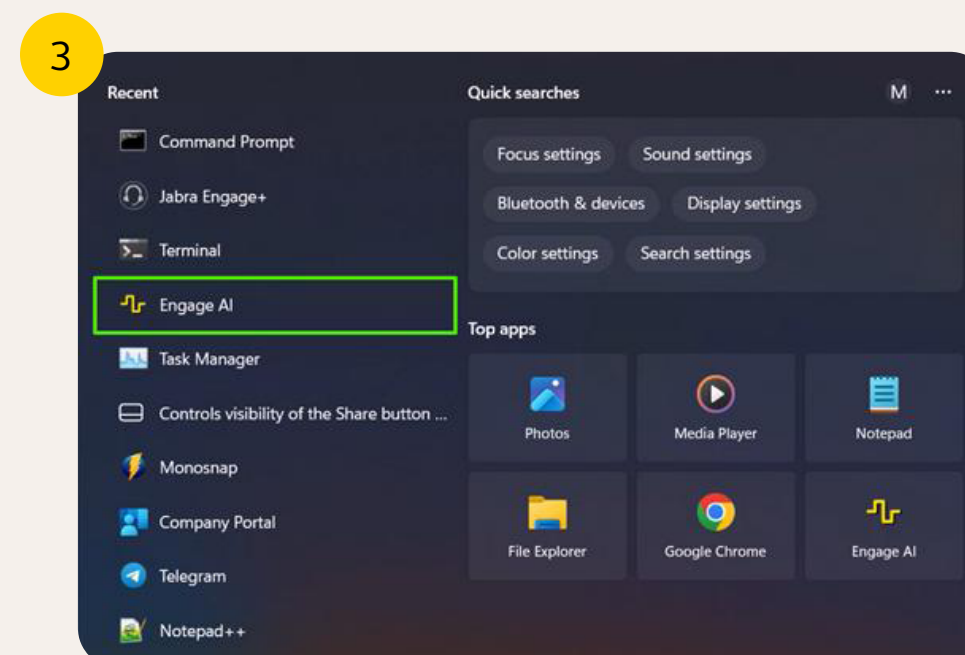 3
Recent
Command Prompt
Jabra Engage+
Terminal
Engage AI
Task Manager
Controls visibility of the Share button ...
Monosnap
Company Portal
Telegram
Notepad++
Quick searches
M ...
Focus settings
Sound settings
Bluetooth & devices
Display settings
Color settings
Search settings
Top apps
Photos
Media Player
Notepad
File Explorer
Google Chrome
Engage AI